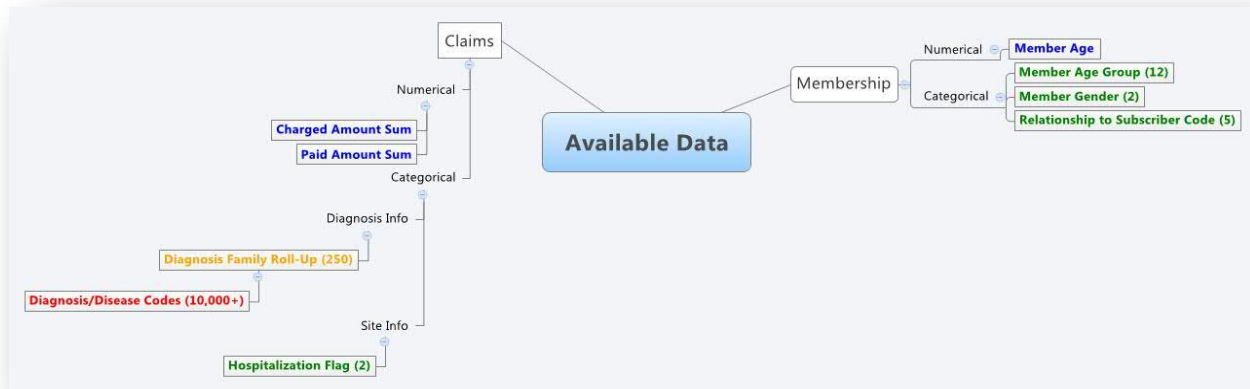 Available Data
Claims
Numerical
Charged Amount Sum
Paid Amount Sum
Categorical
Diagnosis Info
Diagnosis Family Roll-Up (250)
Diagnosis/Disease Codes (10,000+)
Site Info
Hospitalization Flag (2)
Membership
Numerical
Member Age
Categorical
Member Age Group (12)
Member Gender (2)
Relationship to Subscriber Code (5)